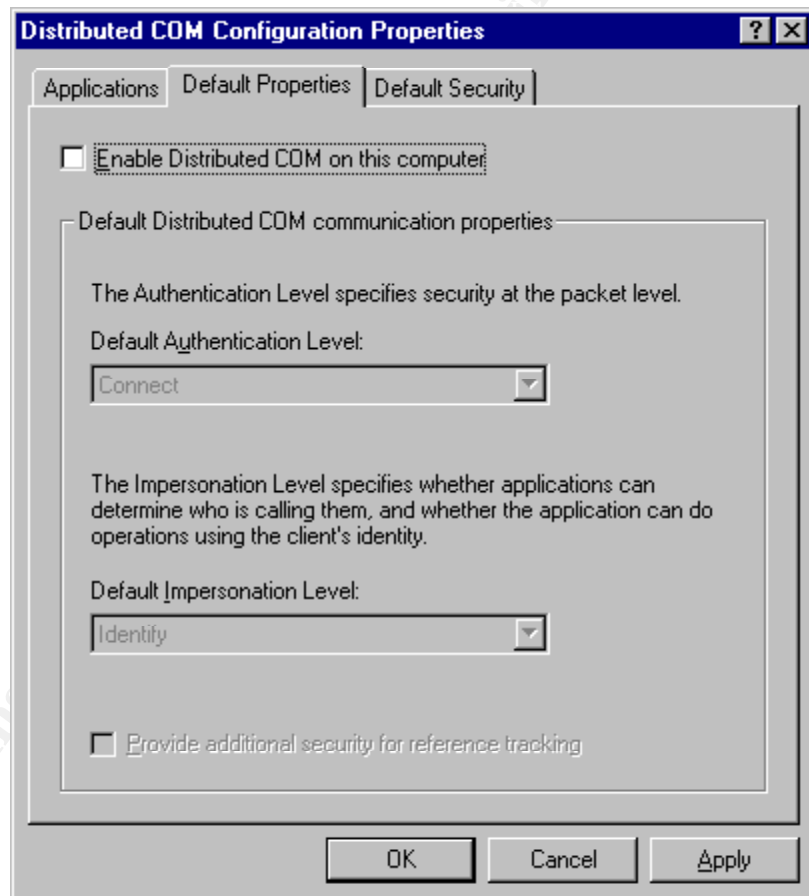 Distributed COM Configuration Properties
Applications
Default Properties
Default Security
Enable Distributed COM on this computer
Default Distributed COM communication properties
The Authentication Level specifies security at the packet level.
Default Authentication Level:
Connect
The Impersonation Level specifies whether applications can
determine who is calling them, and whether the application can do
operations using the client's identity.
Default Impersonation Level:
Identify
Provide additional security for reference tracking
OK
Cancel
Apply